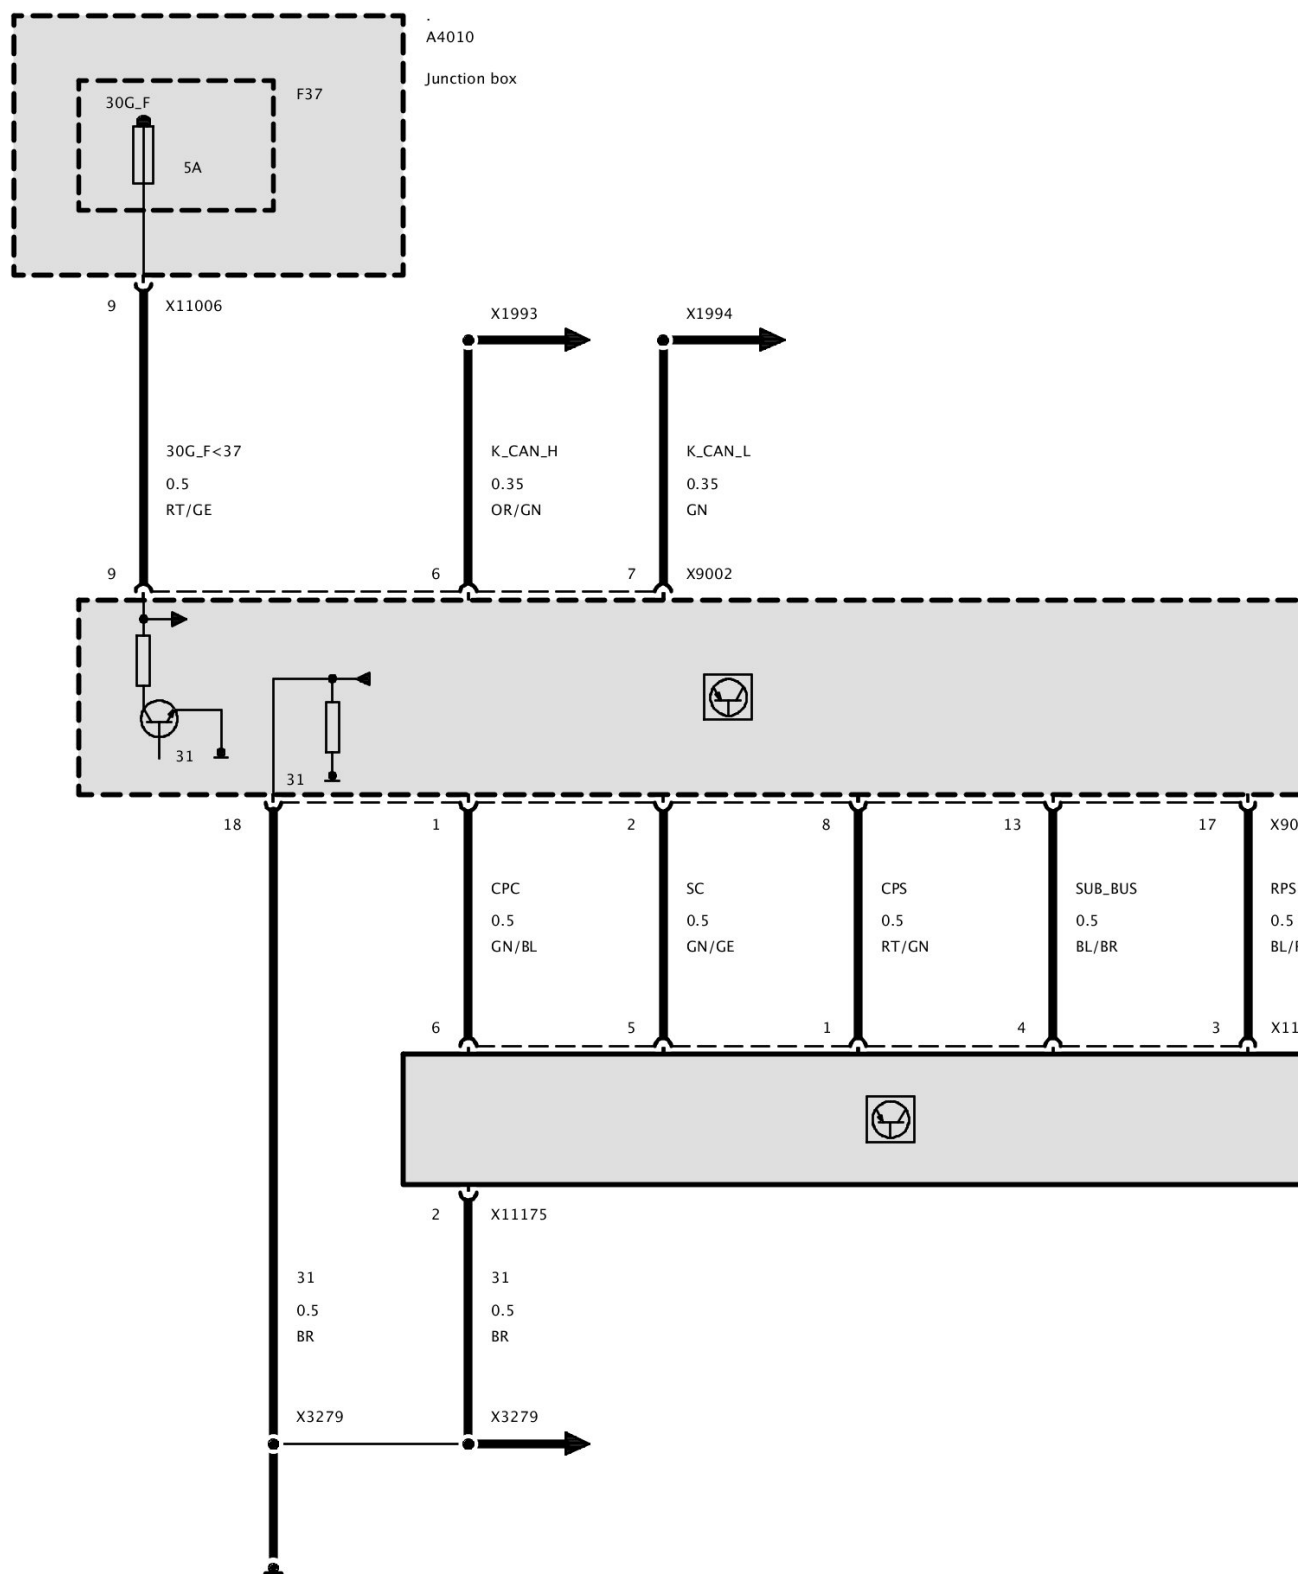 A4010
Junction box
F37
30G_F
5A
9 X11006
X1993
X1994
30G_F<37
0.5
RT/GE
K_CAN_H
0.35
OR/GN
K_CAN_L
0.35
GN
9 6 7 X9002
31
31
18 1 2 8 13 17 X90
CPC
0.5
GN/BL
SC
0.5
GN/GE
CPS
0.5
RT/GN
SUB_BUS
0.5
BL/BR
RPS
0.5
BL/
6 5 1 4 3 X11
2 X11175
31
0.5
BR
31
0.5
BR
X3279
X3279